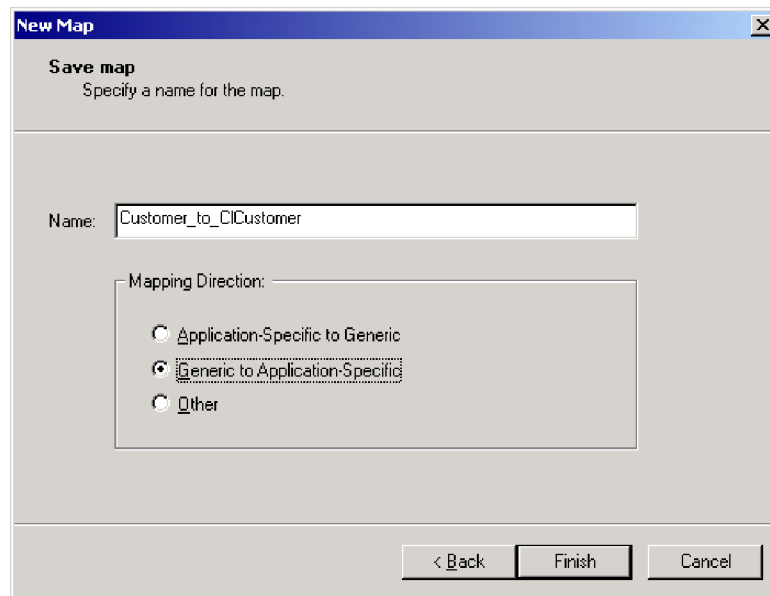 New Map
Save map
Specify a name for the map.
Name: Customer_to_ClCustomer
Mapping Direction:
Application-Specific to Generic
Generic to Application-Specific
Other
< Back Finish Cancel